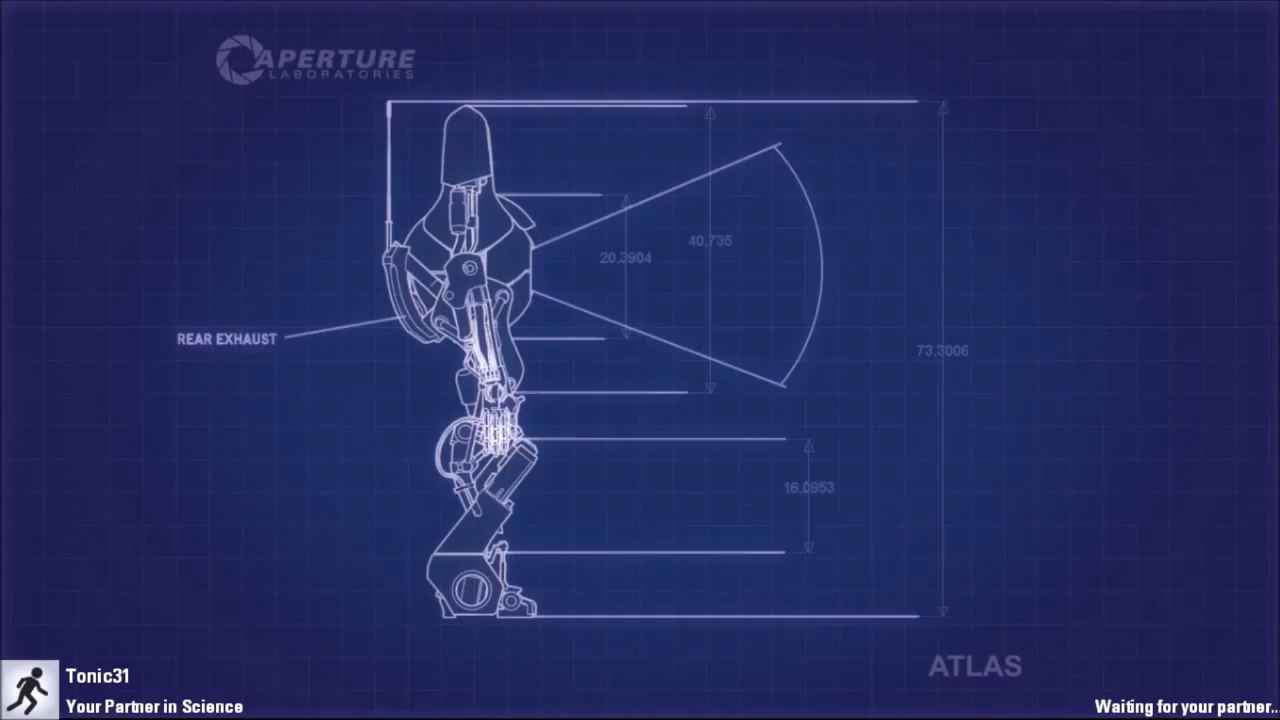 APERTURE
LABORATORIES
40.735
20.3904
REAR EXHAUST
73.3006
16.0953
ATLAS
Tonic31
Your Partner in Science
Waiting for your partner...